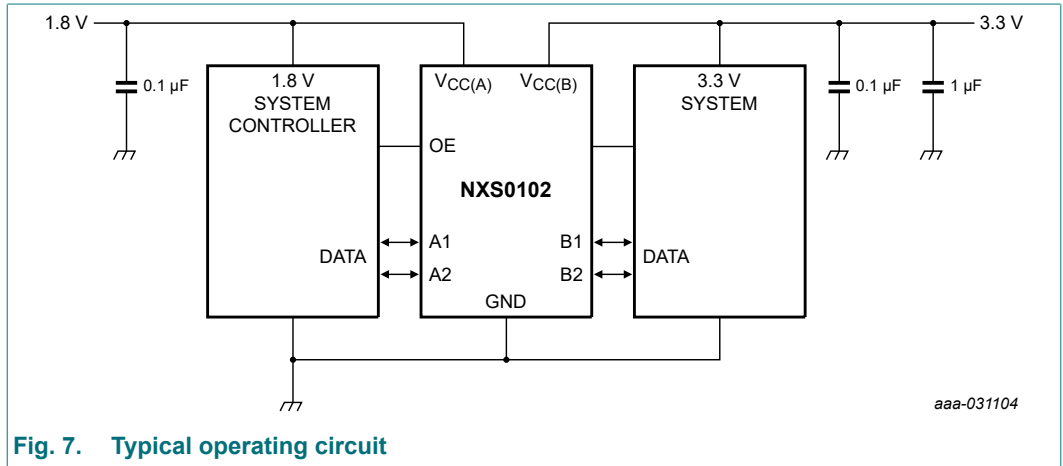 1.8 V
3.3 V
0.1 µF
1.8 V
SYSTEM
CONTROLLER
DATA
VCC(A)
VCC(B)
OE
NXS0102
A1
A2
B1
B2
GND
3.3 V
SYSTEM
DATA
0.1 µF
1 µF
aaa-031104
Fig. 7. Typical operating circuit